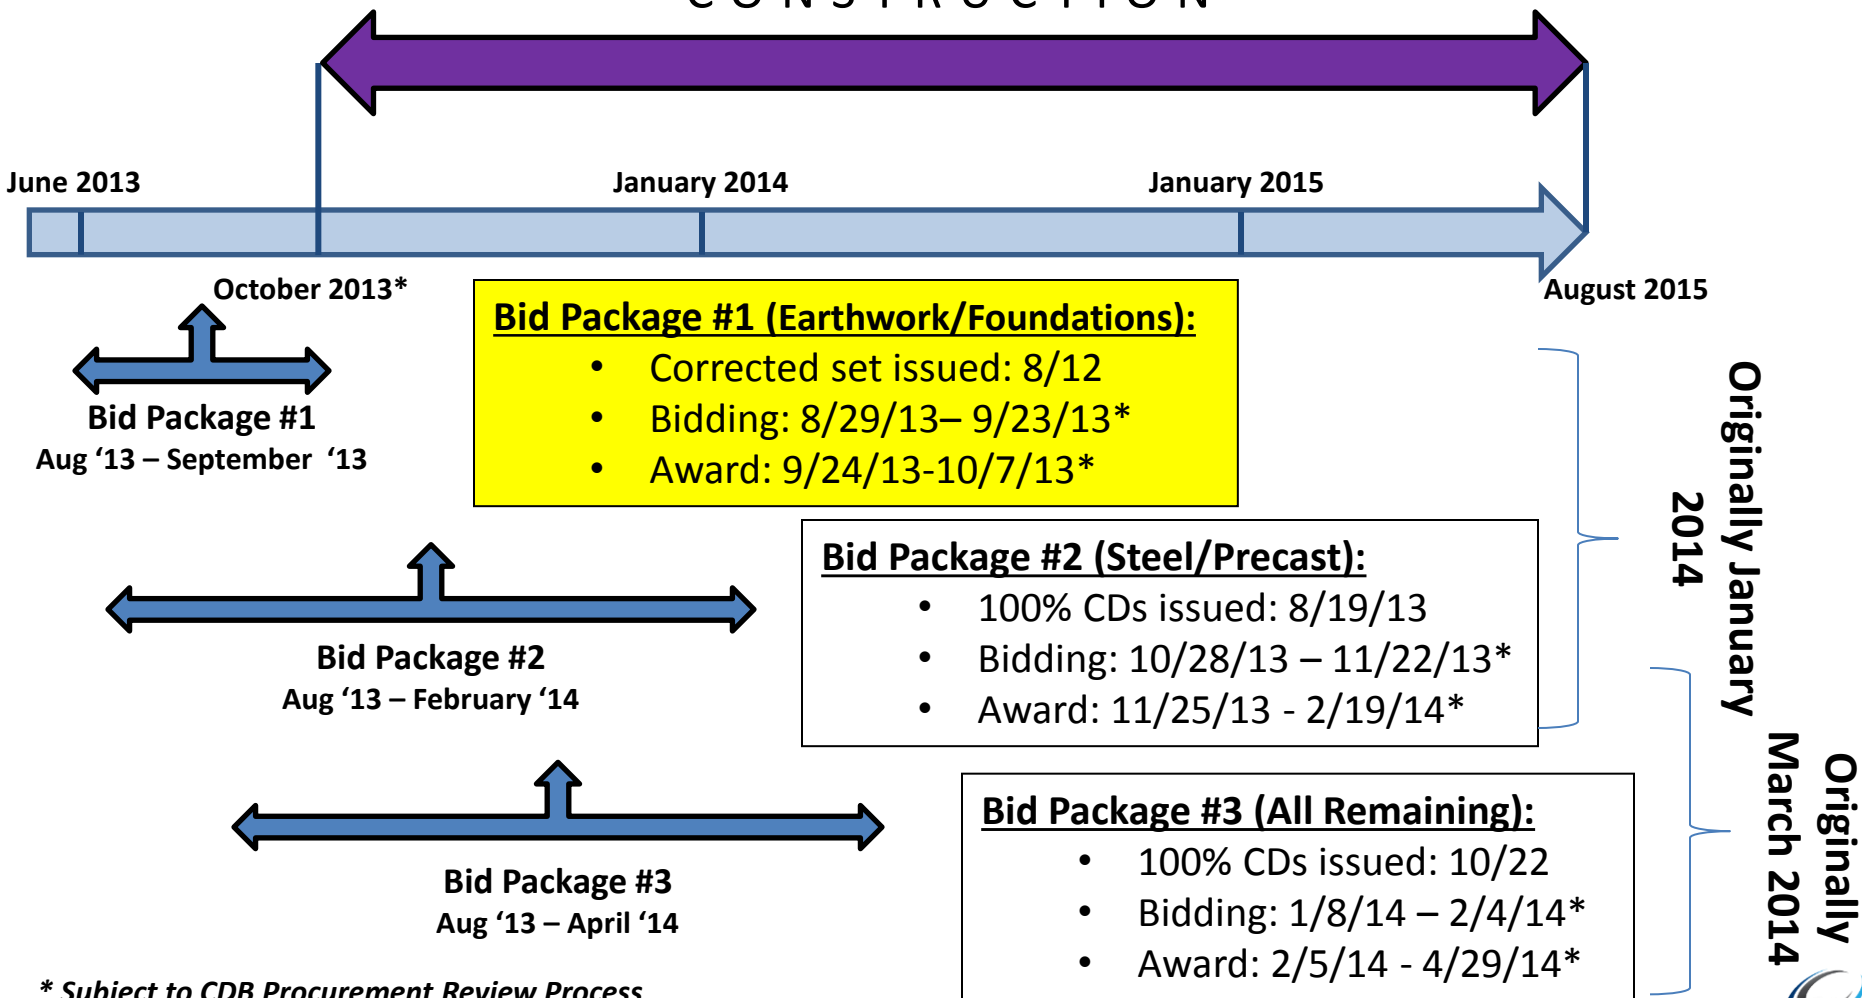 CONSTRUCTION
June 2013
January 2014
January 2015
October 2013*
August 2015
Bid Package #1
Aug ‘13 – September ‘13
Bid Package #1 (Earthwork/Foundations):
• Corrected set issued: 8/12
• Bidding: 8/29/13– 9/23/13*
• Award: 9/24/13-10/7/13*
Originally January
2014
Bid Package #2
Aug ‘13 – February ‘14
Bid Package #2 (Steel/Precast):
• 100% CDs issued: 8/19/13
• Bidding: 10/28/13 – 11/22/13*
• Award: 11/25/13 - 2/19/14*
Bid Package #3
Aug ‘13 – April ‘14
Bid Package #3 (All Remaining):
• 100% CDs issued: 10/22
• Bidding: 1/8/14 – 2/4/14*
• Award: 2/5/14 - 4/29/14*
Originally
March 2014
* Subject to CDB Procurement Review Process